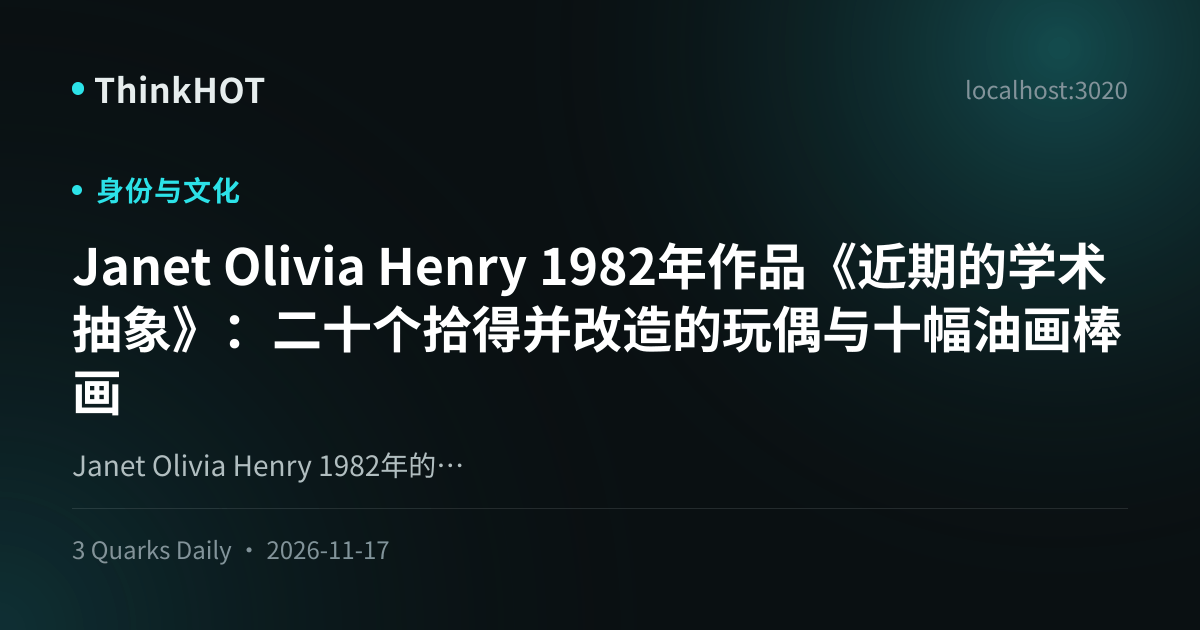 ThinkHOT
localhost:3020
身份与文化
Janet Olivia Henry 1982年作品《近期的学术
抽象》：二十个拾得并改造的玩偶与十幅油画棒
画
Janet Olivia Henry 1982年的…
3 Quarks Daily · 2026-11-17